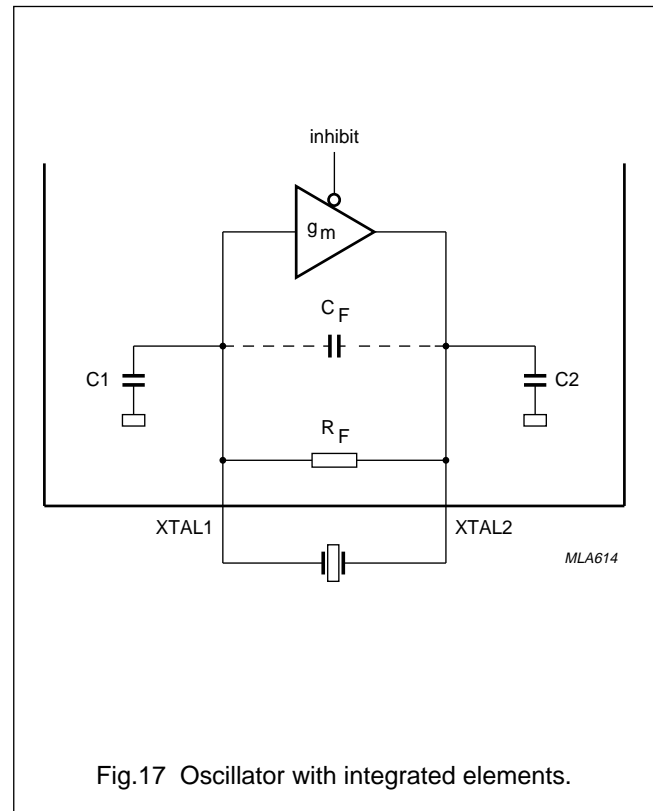 inhibit
g m
C F
C1
C2
R F
XTAL1
XTAL2
MLA614
Fig.17 Oscillator with integrated elements.